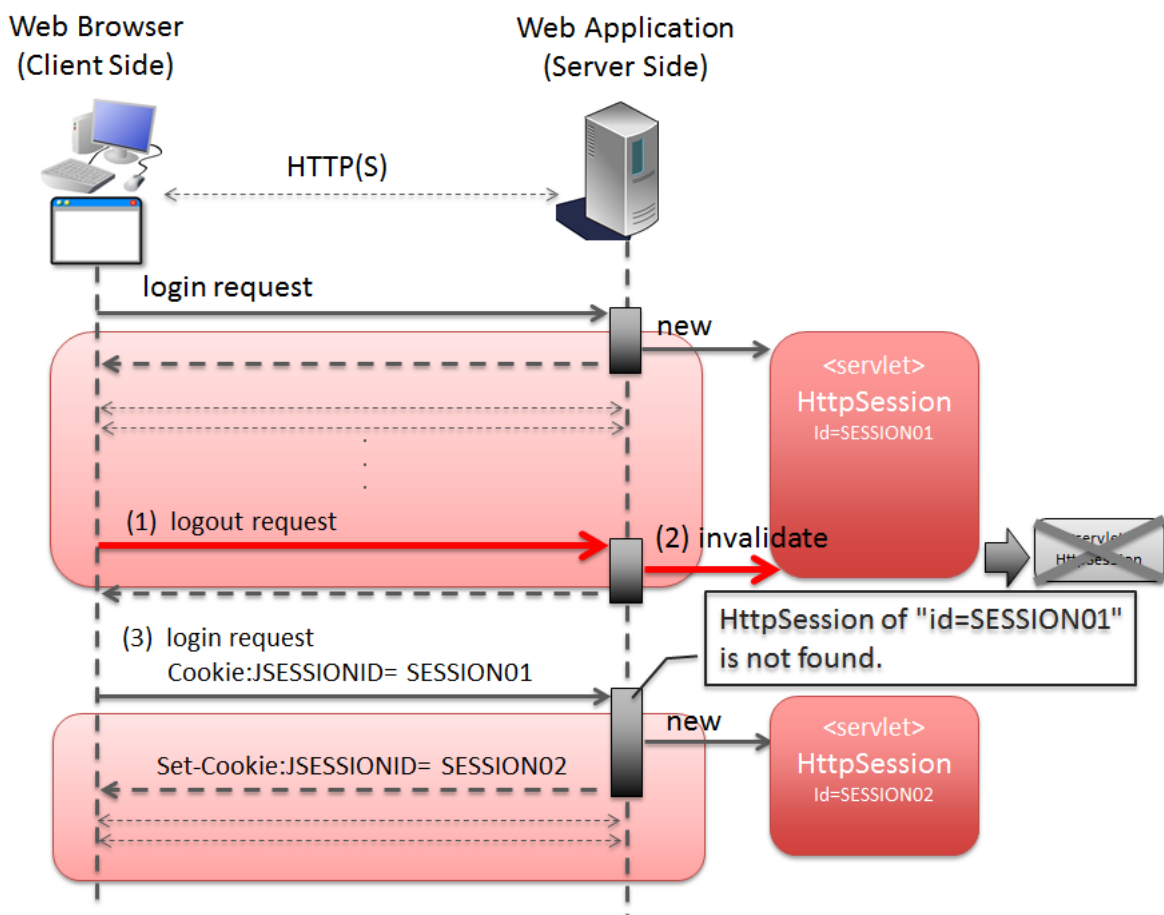 Web Browser
(Client Side)
Web Application
(Server Side)
HTTP(S)
login request
new
<servlet>
HttpSession
Id=SESSION01
(1) logout request
(2) invalidate
<servlet>
HttpSession
HttpSession of "id=SESSION01"
is not found.
(3) login request
Cookie:JSESSIONID= SESSION01
new
<servlet>
HttpSession
Id=SESSION02
Set-Cookie:JSESSIONID= SESSION02